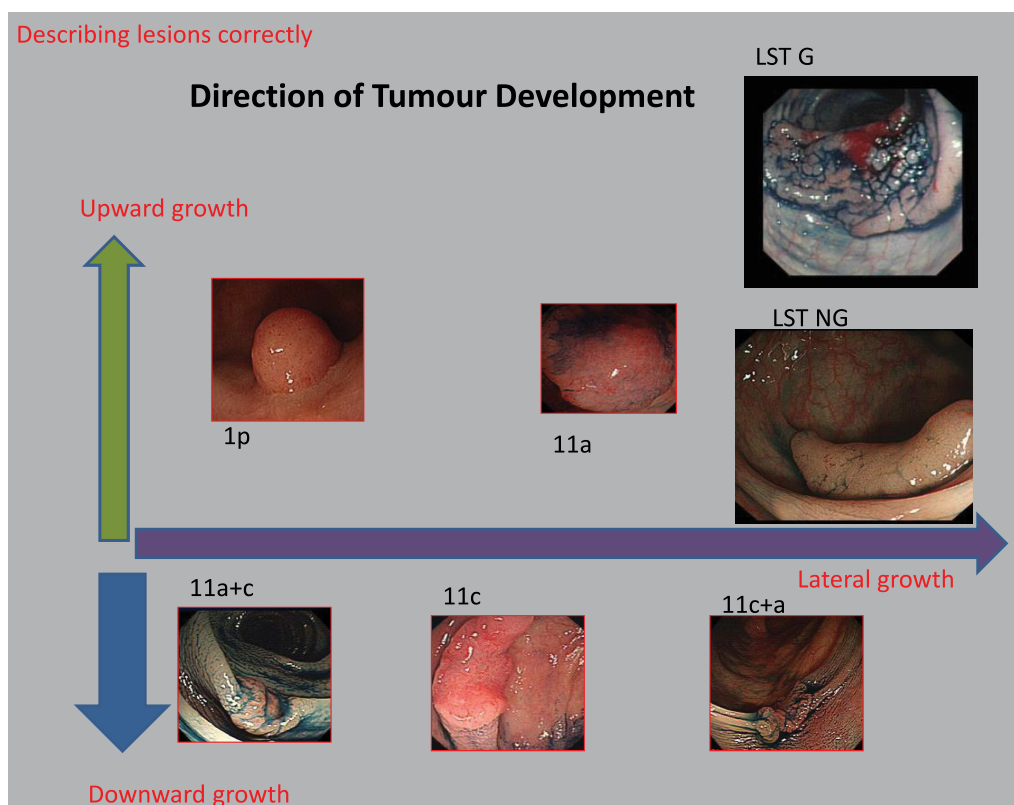 Describing lesions correctly
LST G
Direction of Tumour Development
Upward growth
LST NG
1p
11a
Lateral growth
11a+c
11c
11c+a
Downward growth